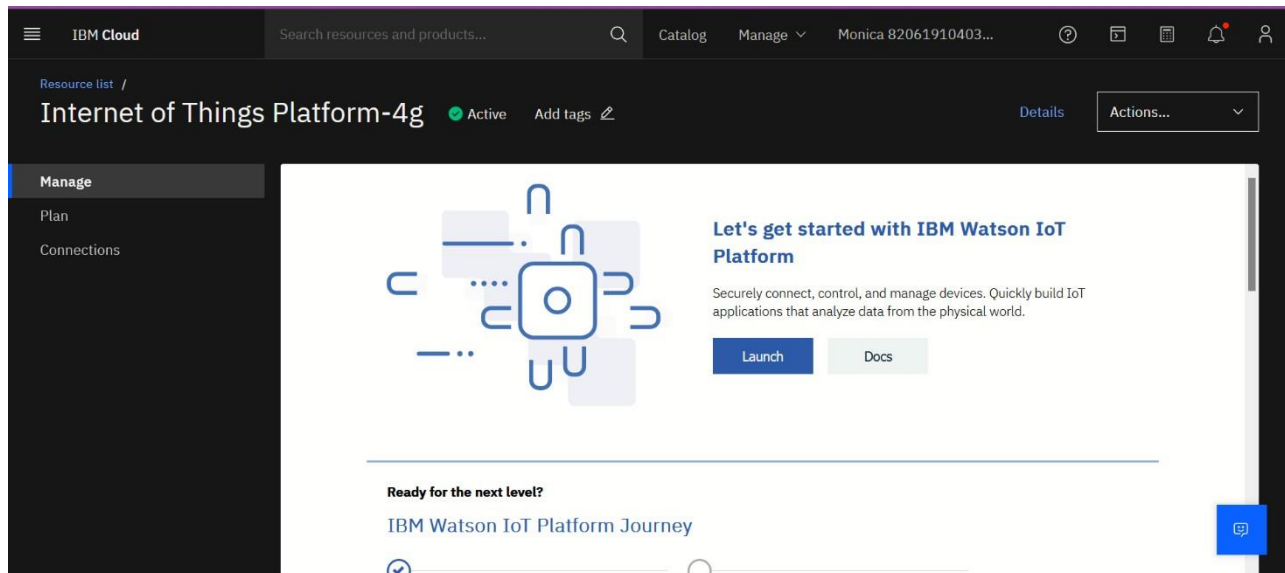 IBM Cloud
Search resources and products...
Catalog
Manage
Monica 82061910403...
Resource list /
Internet of Things Platform-4g
Active
Add tags
Details
Actions...
Manage
Plan
Connections
Let's get started with IBM Watson IoT
Platform
Securely connect, control, and manage devices. Quickly build IoT
applications that analyze data from the physical world.
Launch
Docs
Ready for the next level?
IBM Watson IoT Platform Journey